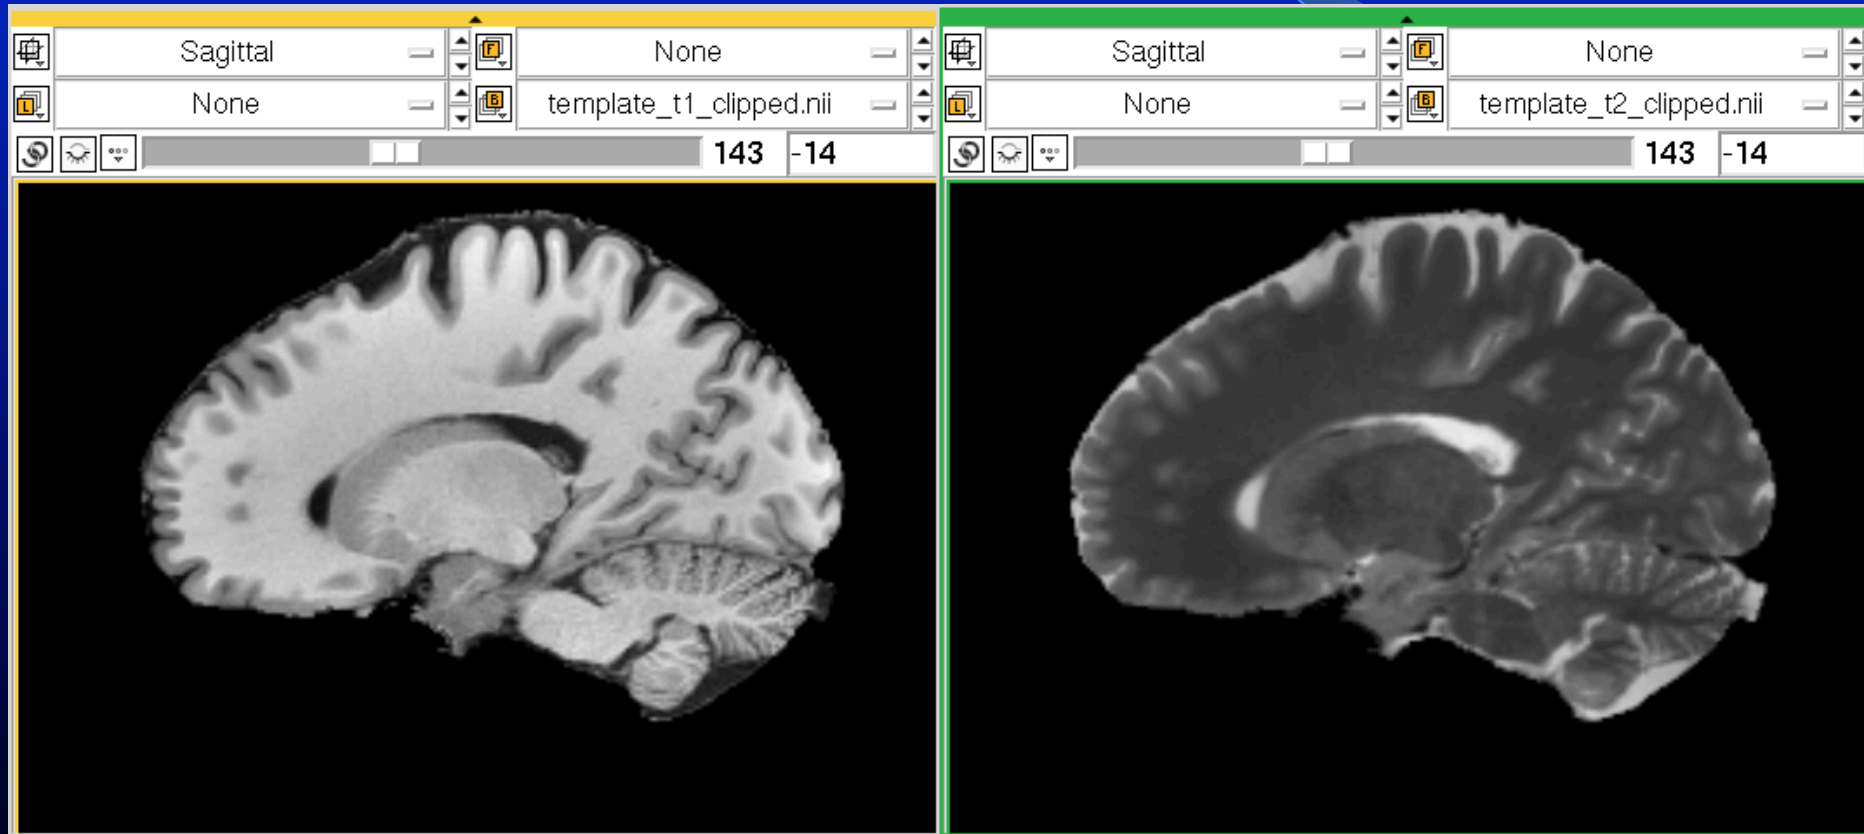 Sagittal F None
L None B template_t1_clipped.nii
143 -14
Sagittal F None
L None B template_t2_clipped.nii
143 -14